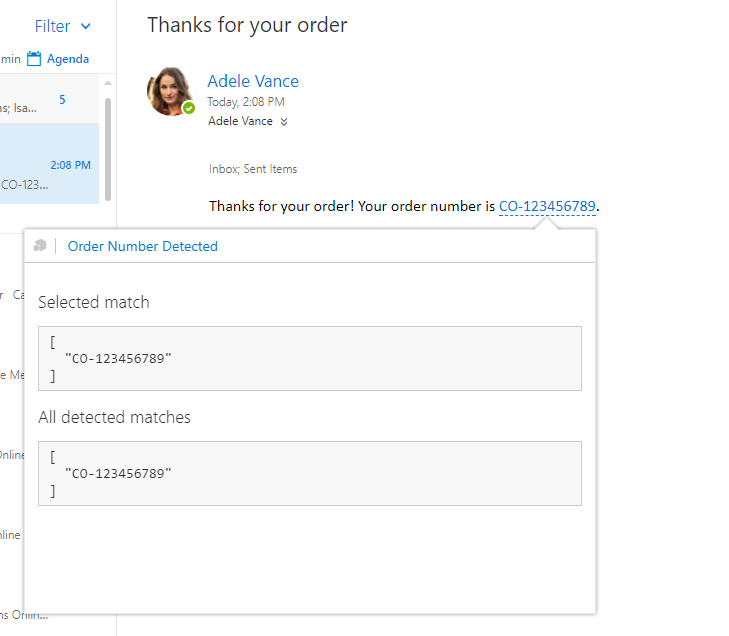 Filter
Thanks for your order
min
Agenda
Adele Vance
Today, 2:08 PM
Adele Vance
5
ns; Isa...
2:08 PM
CO-123...
Inbox; Sent Items
Thanks for your order! Your order number is CO-123456789.
Order Number Detected
r Ca
Selected match
[
"CO-123456789"
]
e Me
All detected matches
[
"CO-123456789"
]
Online
nline
ns Onlin...